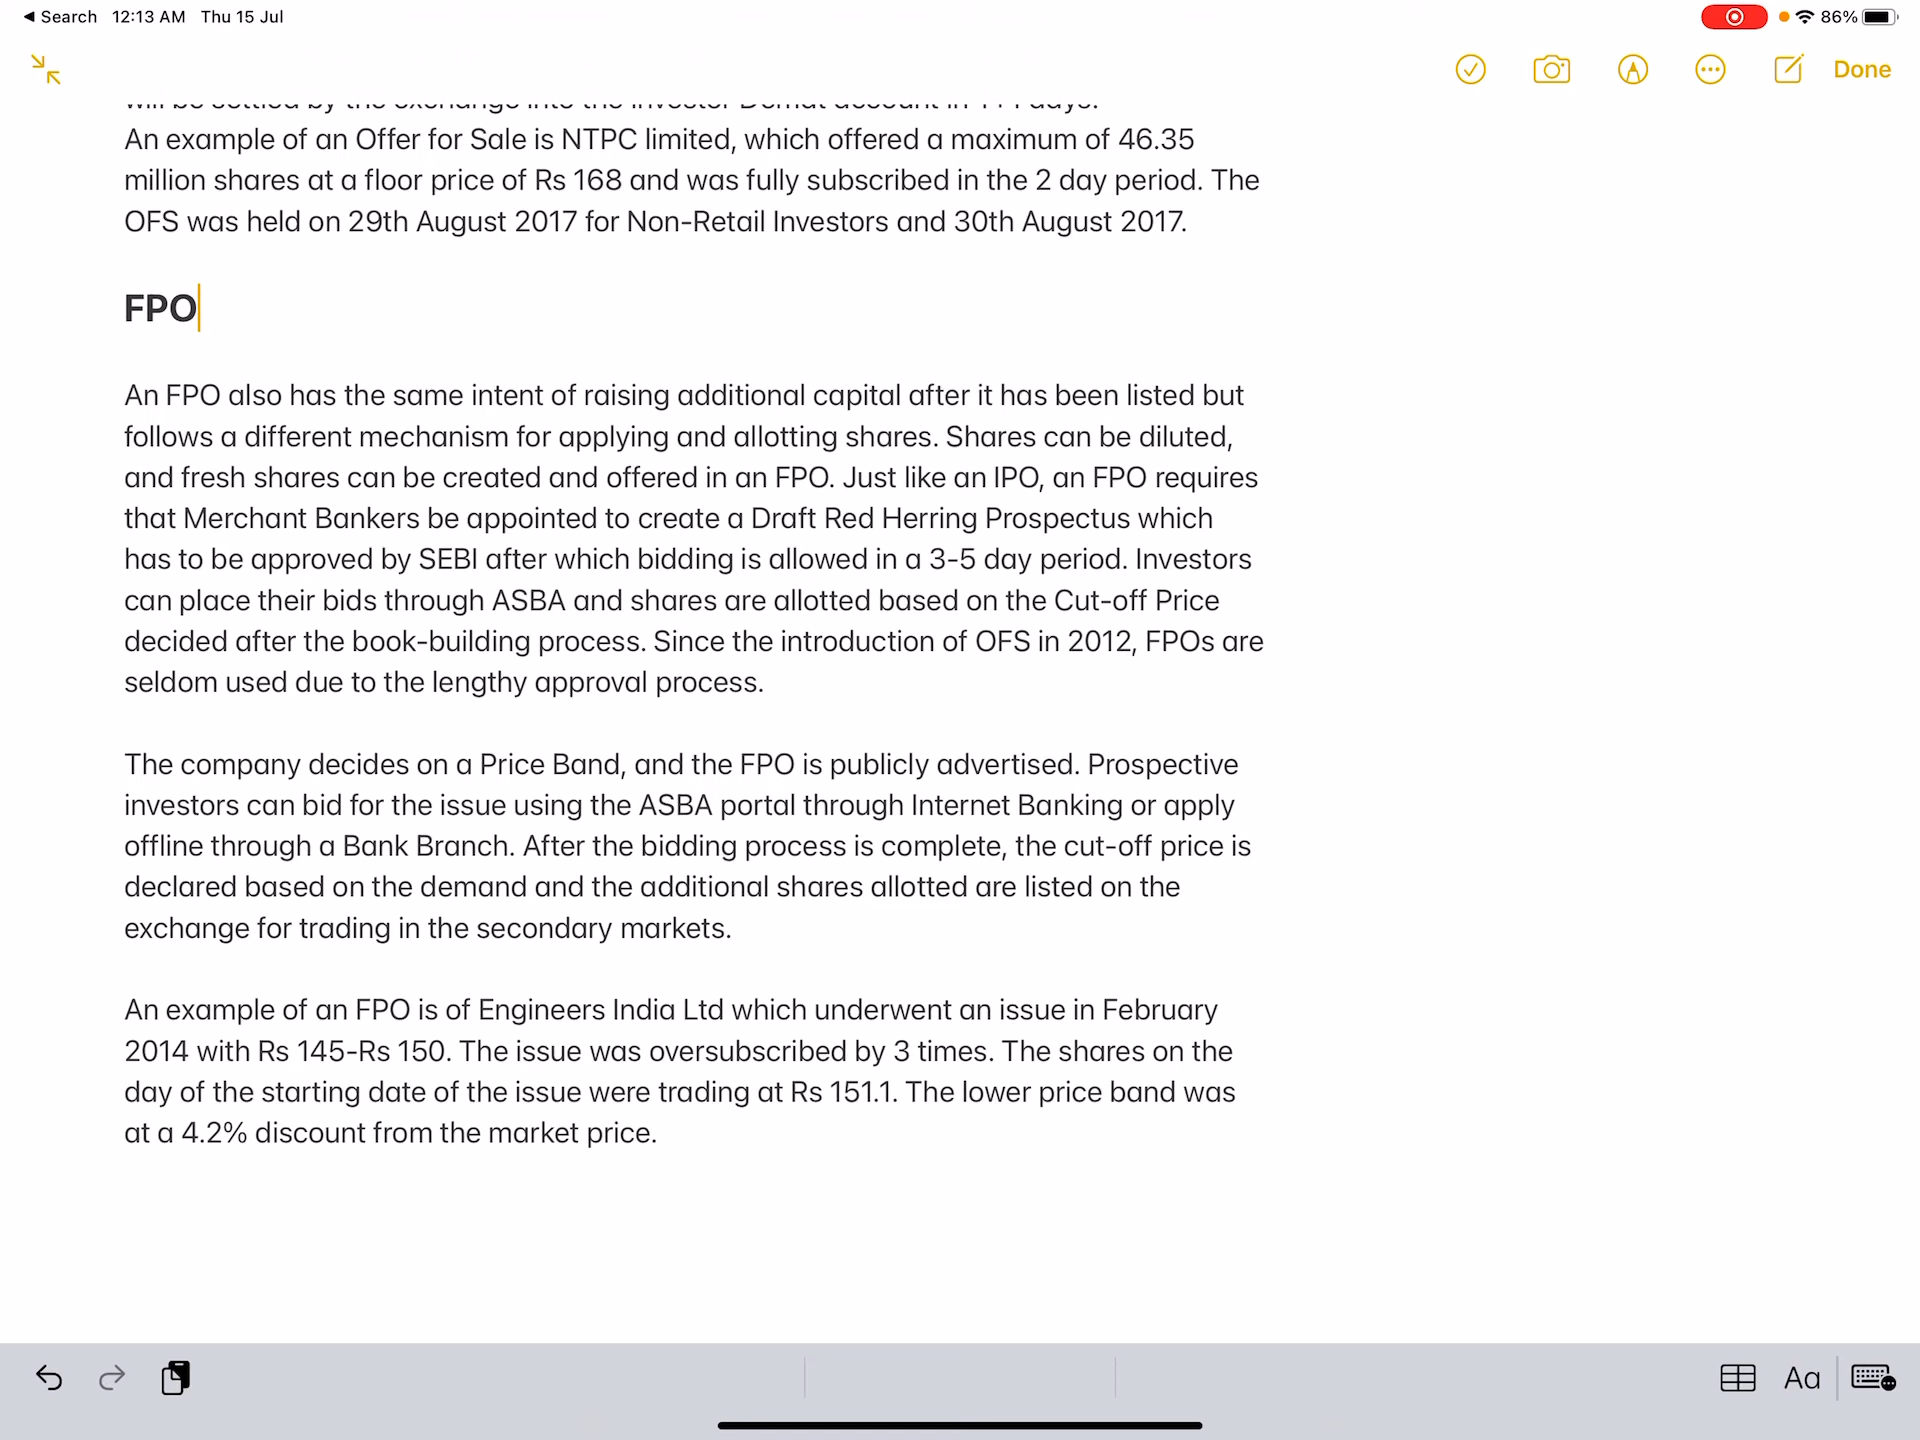 Search 12:13 AM Thu 15 Jul
86%
Done
An example of an Offer for Sale is NTPC limited, which offered a maximum of 46.35
million shares at a floor price of Rs 168 and was fully subscribed in the 2 day period. The
OFS was held on 29th August 2017 for Non-Retail Investors and 30th August 2017.
FPO
An FPO also has the same intent of raising additional capital after it has been listed but
follows a different mechanism for applying and allotting shares. Shares can be diluted,
and fresh shares can be created and offered in an FPO. Just like an IPO, an FPO requires
that Merchant Bankers be appointed to create a Draft Red Herring Prospectus which
has to be approved by SEBI after which bidding is allowed in a 3-5 day period. Investors
can place their bids through ASBA and shares are allotted based on the Cut-off Price
decided after the book-building process. Since the introduction of OFS in 2012, FPOs are
seldom used due to the lengthy approval process.
The company decides on a Price Band, and the FPO is publicly advertised. Prospective
investors can bid for the issue using the ASBA portal through Internet Banking or apply
offline through a Bank Branch. After the bidding process is complete, the cut-off price is
declared based on the demand and the additional shares allotted are listed on the
exchange for trading in the secondary markets.
An example of an FPO is of Engineers India Ltd which underwent an issue in February
2014 with Rs 145-Rs 150. The issue was oversubscribed by 3 times. The shares on the
day of the starting date of the issue were trading at Rs 151.1. The lower price band was
at a 4.2% discount from the market price.
Aa